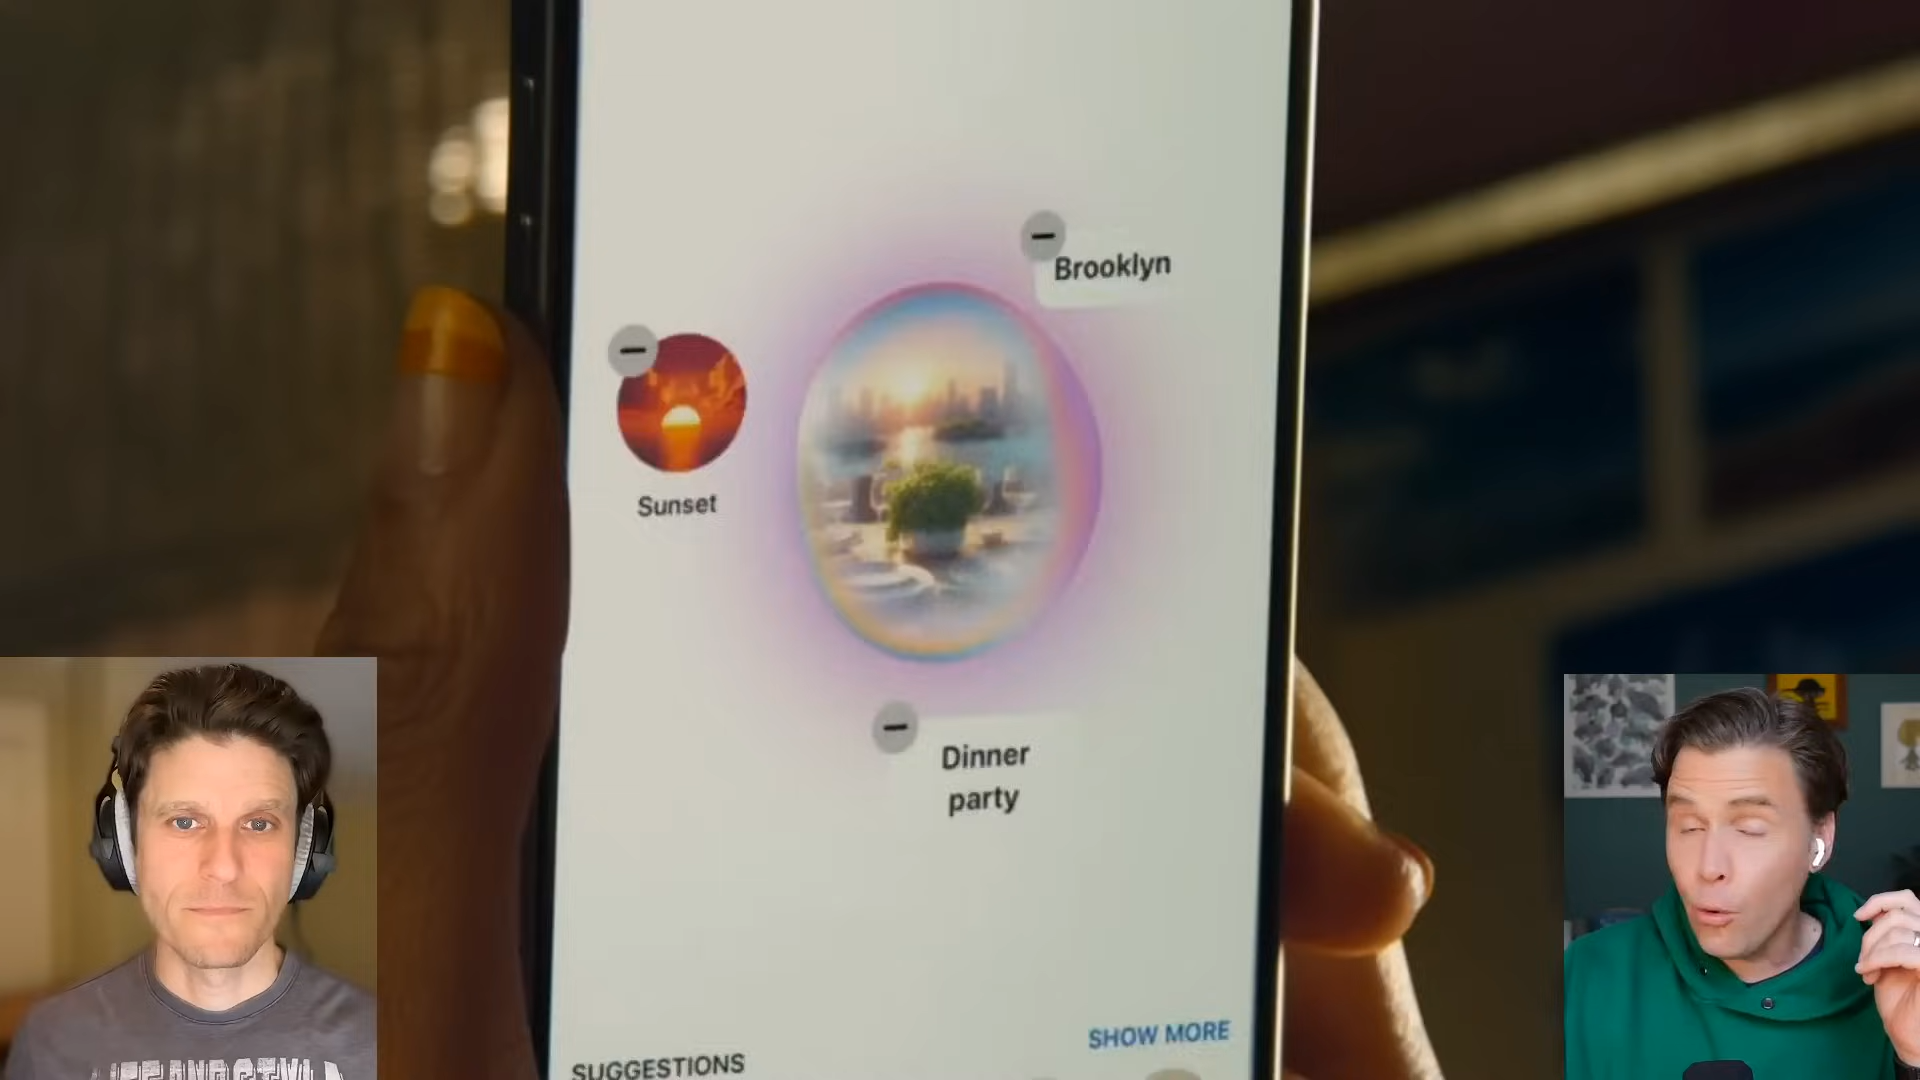 Brooklyn
Sunset
Dinner
party
SHOW MORE
SUGGESTIONS